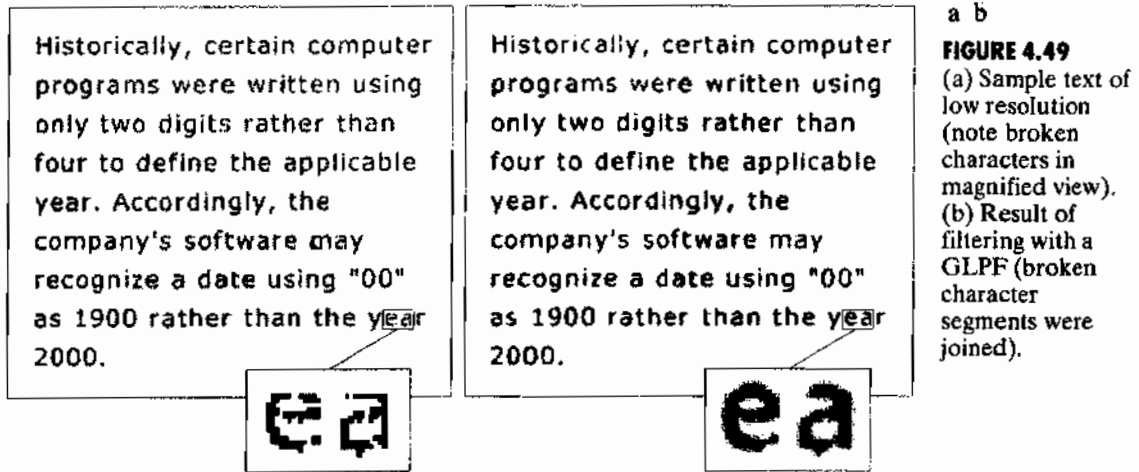 Historically, certain computer
programs were written using
only two digits rather than
four to define the applicable
year. Accordingly, the
company's software may
recognize a date using "00"
as 1900 rather than the year
2000.
ea
Historically, certain computer
programs were written using
only two digits rather than
four to define the applicable
year. Accordingly, the
company's software may
recognize a date using "00"
as 1900 rather than the year
2000.
ea
a b
FIGURE 4.49
(a) Sample text of
low resolution
(note broken
characters in
magnified view).
(b) Result of
filtering with a
GLPF (broken
character
segments were
joined).